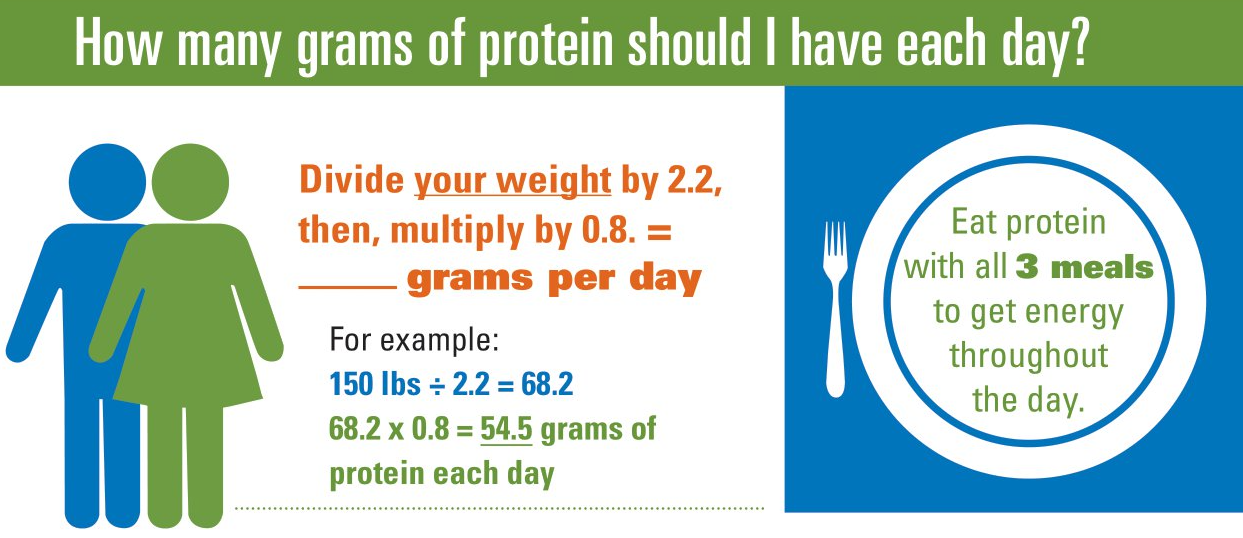 How many grams of protein should I have each day?
Divide your weight by 2.2,
then, multiply by 0.8. =
_____ grams per day
For example:
150 lbs ÷ 2.2 = 68.2
68.2 x 0.8 = 54.5 grams of
protein each day
Eat protein
with all 3 meals
to get energy
throughout
the day.